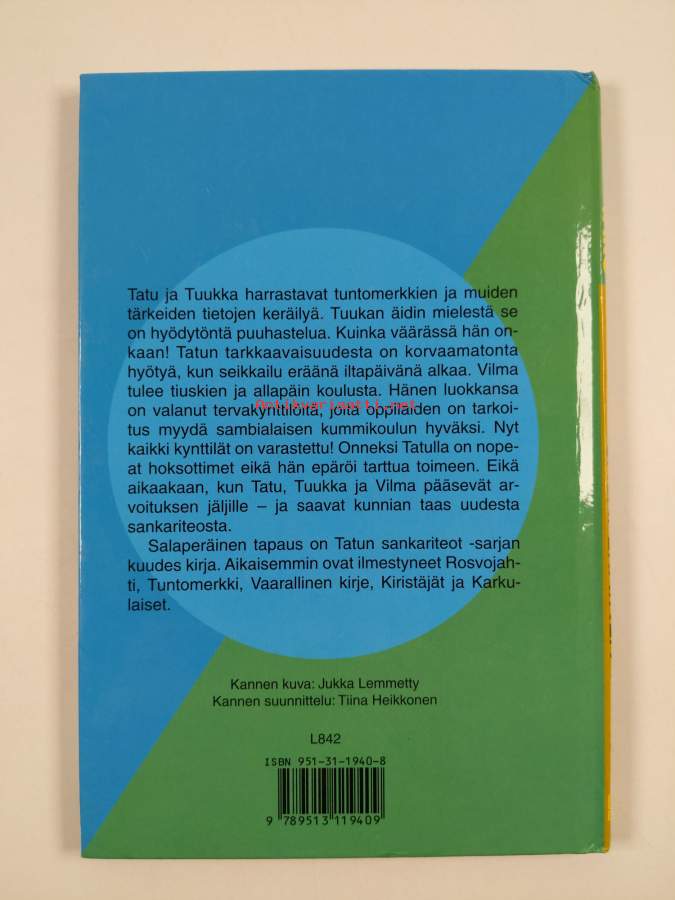 Tatu ja Tuukka harrastavat tuntomerkkien ja muiden
tärkeiden tietojen keräilyä. Tuukan äidin mielestä se
on hyödytöntä puuhastelua. Kuinka väärässä hän on-
kaan! Tatun tarkkaavaisuudesta on korvaamatonta
hyötyä, kun seikkailu eräänä iltapäivänä alkaa. Vilma
tulee tiuskien ja allapäin koulusta. Hänen luokkansa
on valanut tervakynttilöitä, joita oppilaiden on tarkoi-
tus myydä sambialaisen kummikoulun hyväksi. Nyt
kaikki kynttilät on varastettu! Onneksi Tatulla on nope-
at hoksottimet eikä hän epäröi tarttua toimeen. Eikä
aikaakaan, kun Tatu, Tuukka ja Vilma pääsevät ar-
voituksen jäljille – ja saavat kunnian taas uudesta
sankariteosta.
Salaperäinen tapaus on Tatun sankariteot -sarjan
kuudes kirja. Aikaisemmin ovat ilmestyneet Rosvojah-
ti, Tuntomerkki, Vaarallinen kirje, Kiristäjät ja Karku-
laiset.
Antikvariaatti.net
Kannen kuva: Jukka Lemmetty
Kannen suunnittelu: Tiina Heikkonen
L842
ISBN 951-31-1940-8
9 789513 119409